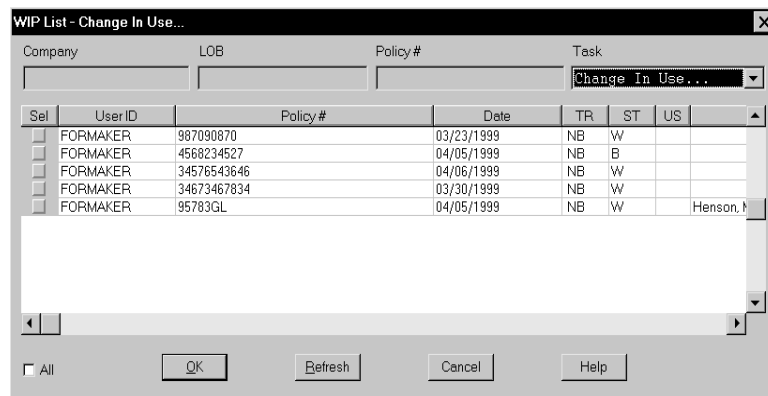 WIP List - Change In Use...
Company LOB Policy # Task
Change In Use...
Sel User ID Policy # Date TR ST US
FORMAKER 987090870 03/23/1999 NB W
FORMAKER 4568234527 04/05/1999 NB B
FORMAKER 34576543646 04/06/1999 NB W
FORMAKER 34673467834 03/30/1999 NB W
FORMAKER 95783GL 04/05/1999 NB W Henson,
All OK Refresh Cancel Help